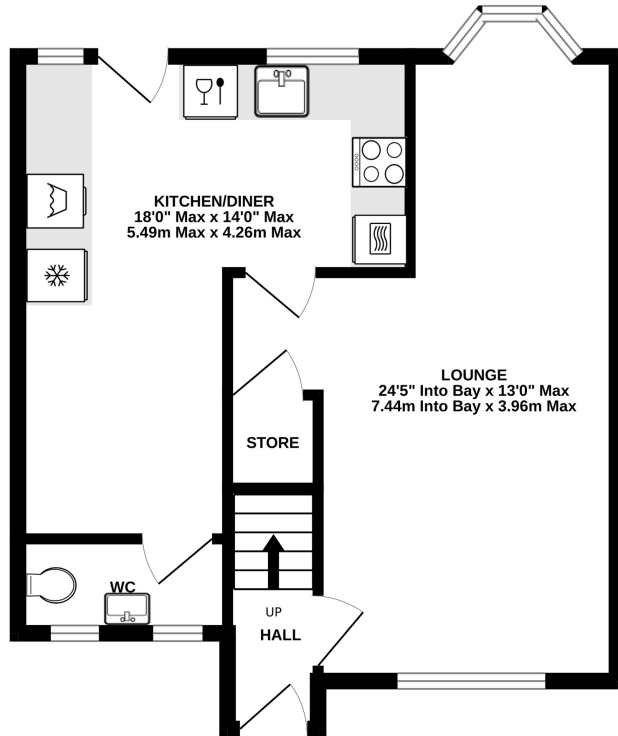 KITCHEN/DINER
18'0" Max x 14'0" Max
5.49m Max x 4.26m Max
LOUNGE
24'5" Into Bay x 13'0" Max
7.44m Into Bay x 3.96m Max
STORE
WC
UP
HALL